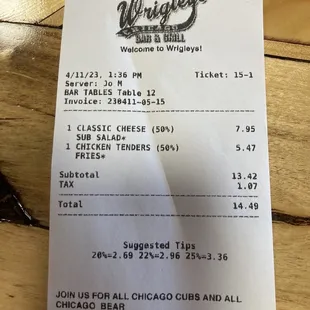 Wrigleys
CHICAGO
BAR & GRILL
Welcome to Wrigleys!
4/11/23, 1:36 PM Ticket: 15-1
Server: Jo M
BAR TABLES Table 12
Invoice: 230411-05-15
1 CLASSIC CHEESE (50%) 7.95
SUB SALAD*
1 CHICKEN TENDERS (50%) 5.47
FRIES*
Subtotal 13.42
TAX 1.07
Total 14.49
Suggested Tips
20%=2.69 22%=2.96 25%=3.36
JOIN US FOR ALL CHICAGO CUBS AND ALL
CHICAGO BEAR